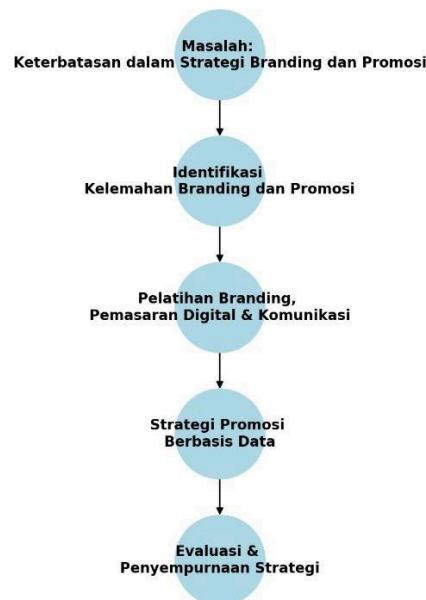 Masalah:
Keterbatasan dalam Strategi Branding dan Promosi
Identifikasi
Kelemahan Branding dan Promosi
Pelatihan Branding,
Pemasaran Digital & Komunikasi
Strategi Promosi
Berbasis Data
Evaluasi &
Penyempurnaan Strategi